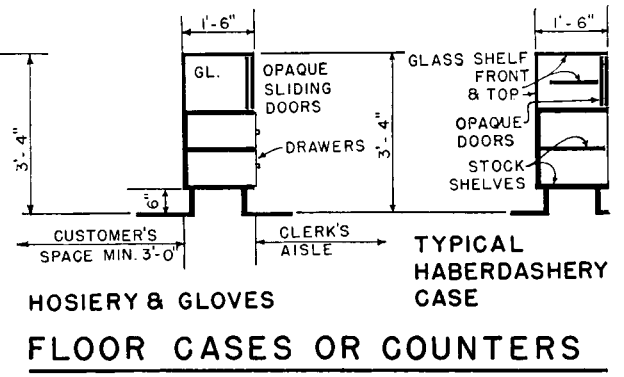 1'-6"
GL.
OPAQUE
SLIDING
DOORS
DRAWERS
3'-4"
6"
CUSTOMER'S
SPACE MIN. 3'-0"
CLERK'S
AISLE
HOSIERY & GLOVES
1'-6"
GLASS SHELF
FRONT
& TOP
OPAQUE
DOORS
STOCK
SHELVES
3'-4"
TYPICAL
HABERDASHERY
CASE
FLOOR CASES OR COUNTERS